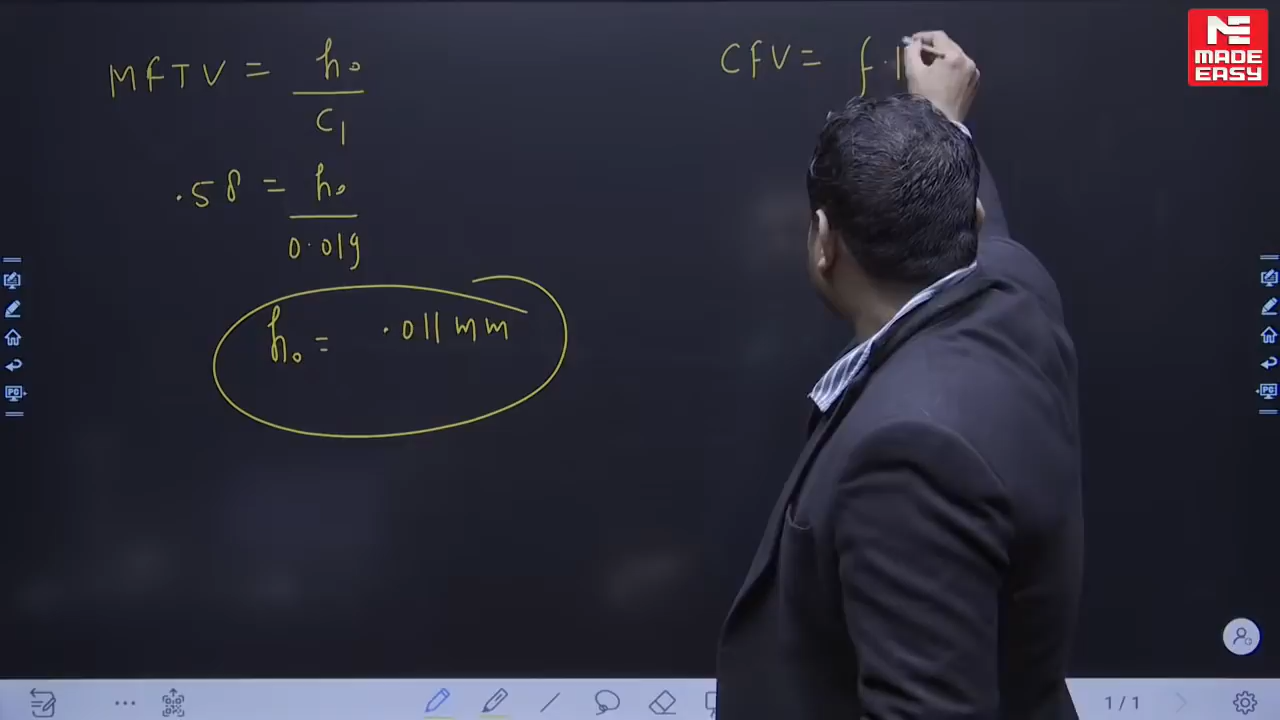 MFTV = h₀
C₁
.58 = h₀
0.019
h₀ = .011 mm
CFV = f.
MADE
EASY
1/1